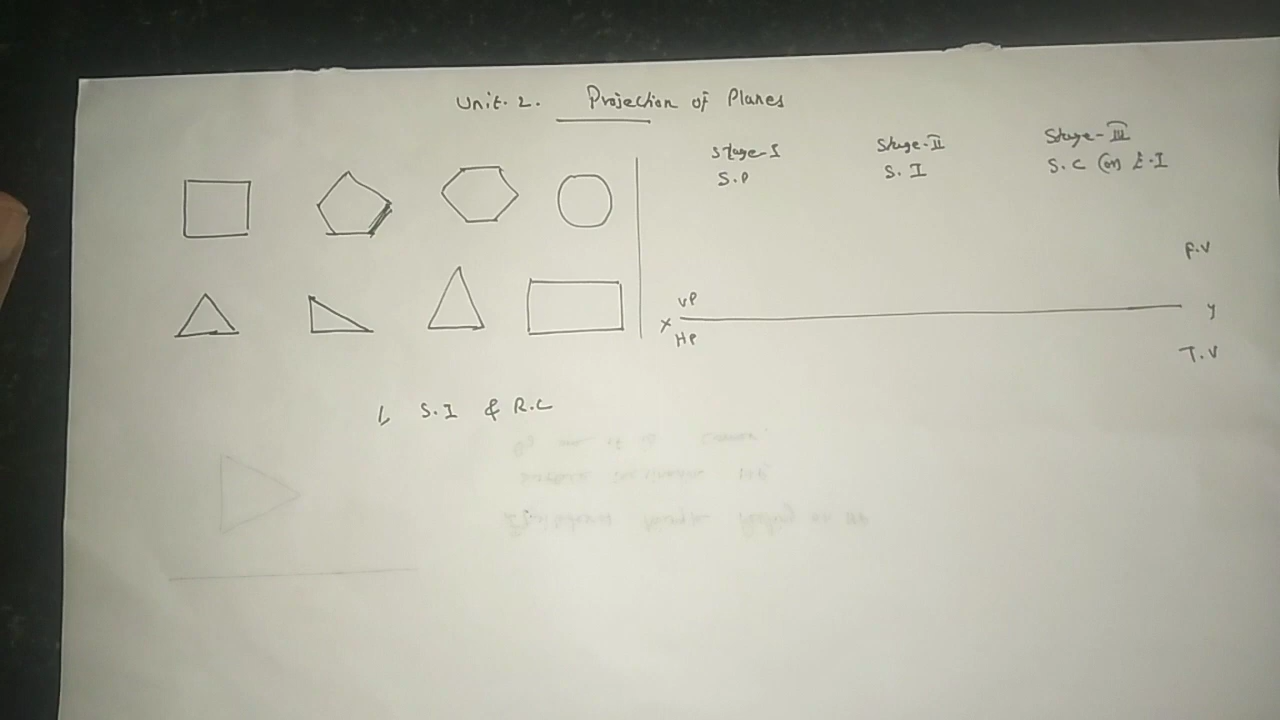 Unit. 2. Projection of Planes
Stage-I Stage-II Stage-III
S.P S.I S.C (or) E.I
F.V
VP
X y
HP
T.V
1, S.I & R.C